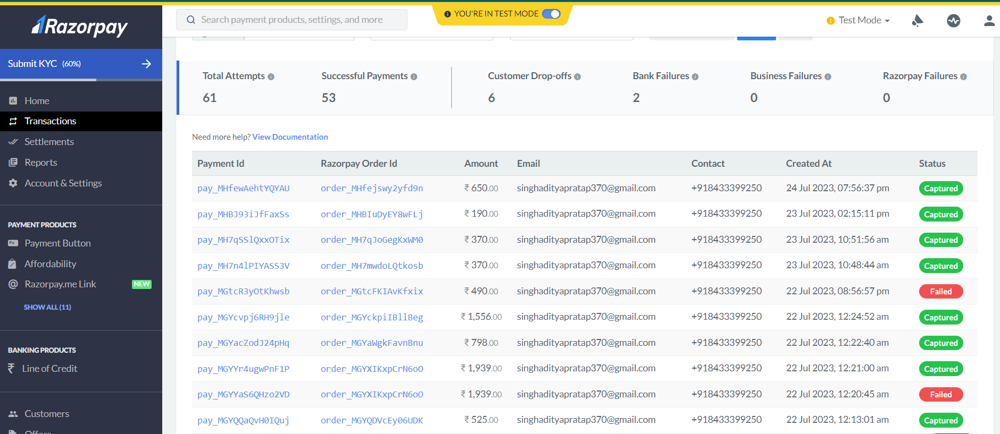 Razorpay
Search payment products, settings, and more
YOU'RE IN TEST MODE
Test Mode
Submit KYC (60%)
Home
Transactions
Settlements
Reports
Account & Settings
PAYMENT PRODUCTS
Payment Button
Affordability
Razorpay.me Link NEW
SHOW ALL (11)
BANKING PRODUCTS
Line of Credit
Customers
Offers
Total Attempts Successful Payments Customer Drop-offs Bank Failures Business Failures Razorpay Failures
61 53 6 2 0 0
Need more help? View Documentation
Payment Id Razorpay Order Id Amount Email Contact Created At Status
pay_MHfewAehtYQYAU order_MHfejswy2yfd9n ₹ 650.00 singhadityapratap370@gmail.com +918433399250 24 Jul 2023, 07:56:37 pm Captured
pay_MHBJ93iJfFaxSs order_MHBIuDyEY8wFLj ₹ 190.00 singhadityapratap370@gmail.com +918433399250 23 Jul 2023, 02:15:11 pm Captured
pay_MH7qSSlQxxOTix order_MH7qJoGegKxWM0 ₹ 370.00 singhadityapratap370@gmail.com +918433399250 23 Jul 2023, 10:51:56 am Captured
pay_MH7n4lPIYASS3V order_MH7mwdoLQtkosb ₹ 370.00 singhadityapratap370@gmail.com +918433399250 23 Jul 2023, 10:48:44 am Captured
pay_MGtcR3yOtKhwsb order_MGtcFKIAvKfxix ₹ 490.00 singhadityapratap370@gmail.com +918433399250 22 Jul 2023, 08:56:57 pm Failed
pay_MGYcvpj6RH9jle order_MGYckpiIBllBeg ₹ 1,556.00 singhadityapratap370@gmail.com +918433399250 22 Jul 2023, 12:24:52 am Captured
pay_MGYacZodJ24pHq order_MGYaWgkFavnBnu ₹ 798.00 singhadityapratap370@gmail.com +918433399250 22 Jul 2023, 12:22:40 am Captured
pay_MGYYr4ugwPnF1P order_MGYXIKxpCrN6oO ₹ 1,939.00 singhadityapratap370@gmail.com +918433399250 22 Jul 2023, 12:21:00 am Captured
pay_MGYYaS6QHzo2VD order_MGYXIKxpCrN6oO ₹ 1,939.00 singhadityapratap370@gmail.com +918433399250 22 Jul 2023, 12:20:45 am Failed
pay_MGYQQaQvH0IQuj order_MGYQDVcEy06UDK ₹ 525.00 singhadityapratap370@gmail.com +918433399250 22 Jul 2023, 12:13:01 am Captured